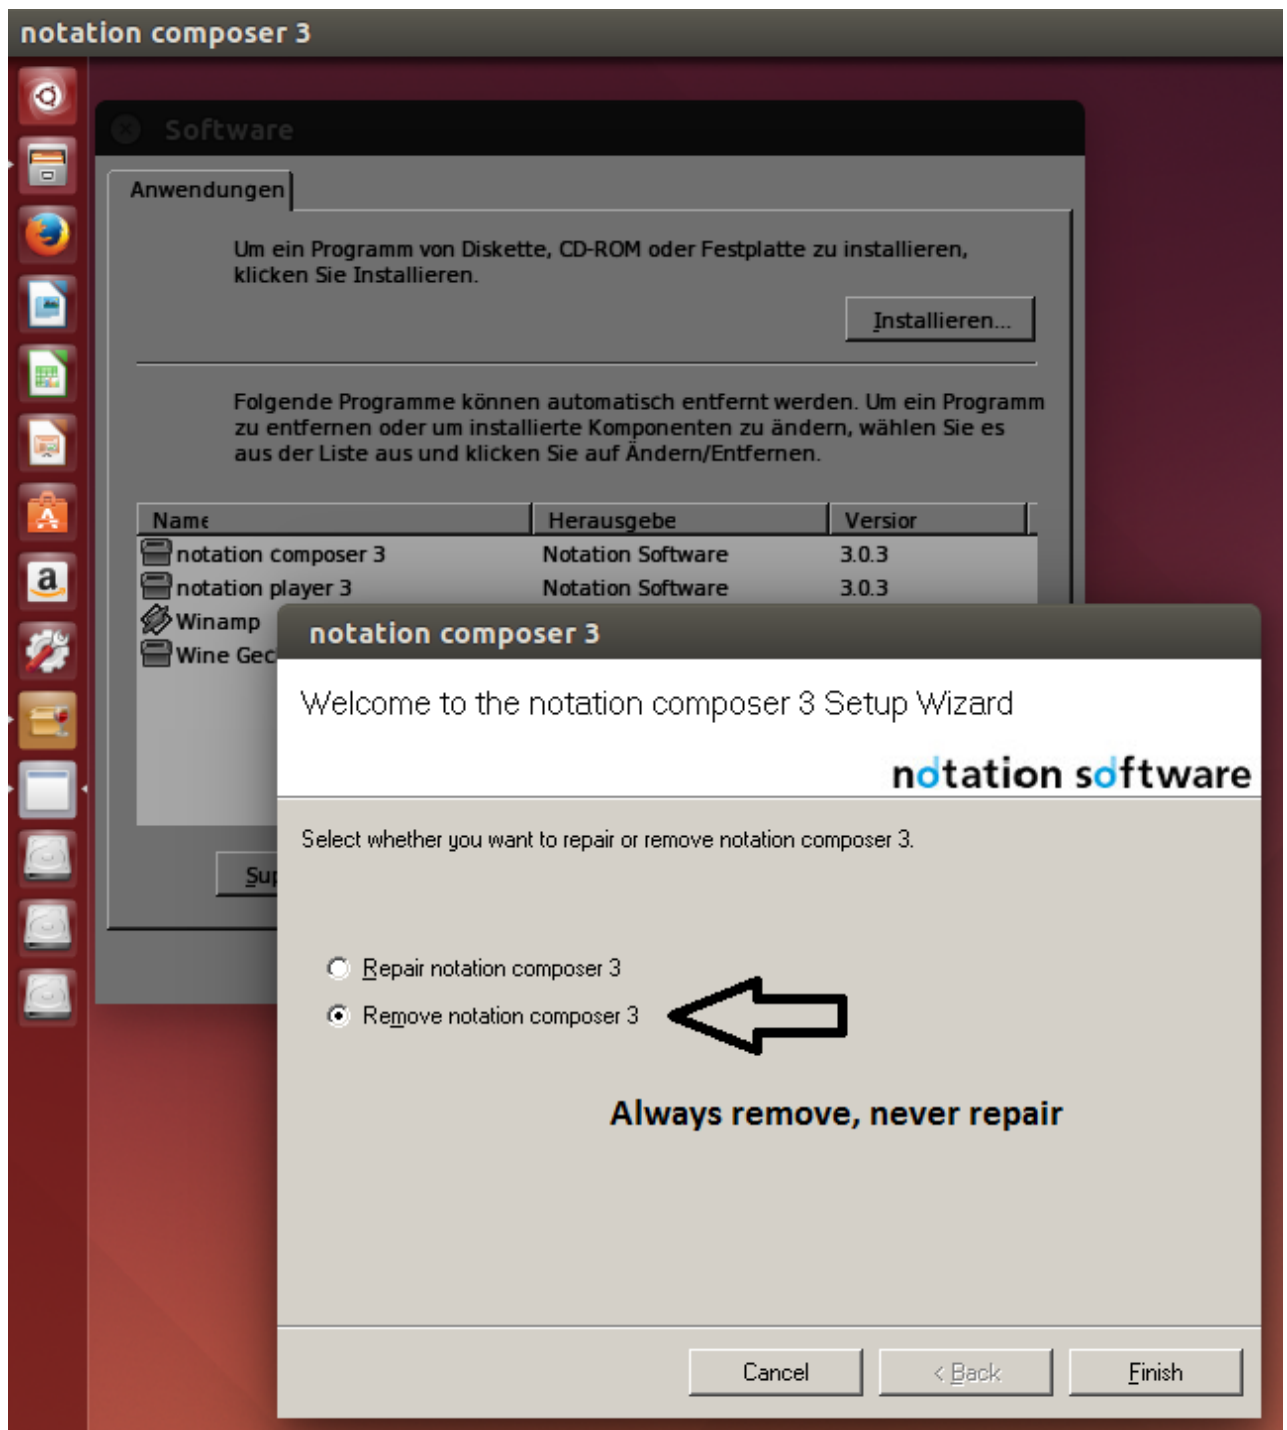 notation composer 3
Software
Anwendungen
Um ein Programm von Diskette, CD-ROM oder Festplatte zu installieren,
klicken Sie Installieren.
Installieren...
Folgende Programme können automatisch entfernt werden. Um ein Programm
zu entfernen oder um installierte Komponenten zu ändern, wählen Sie es
aus der Liste aus und klicken Sie auf Ändern/Entfernen.
Name Herausgebe Version
notation composer 3 Notation Software 3.0.3
notation player 3 Notation Software 3.0.3
Winamp
Wine Gec
Sup
notation composer 3
Welcome to the notation composer 3 Setup Wizard
notation software
Select whether you want to repair or remove notation composer 3.
Repair notation composer 3
Remove notation composer 3
Always remove, never repair
Cancel < Back Finish